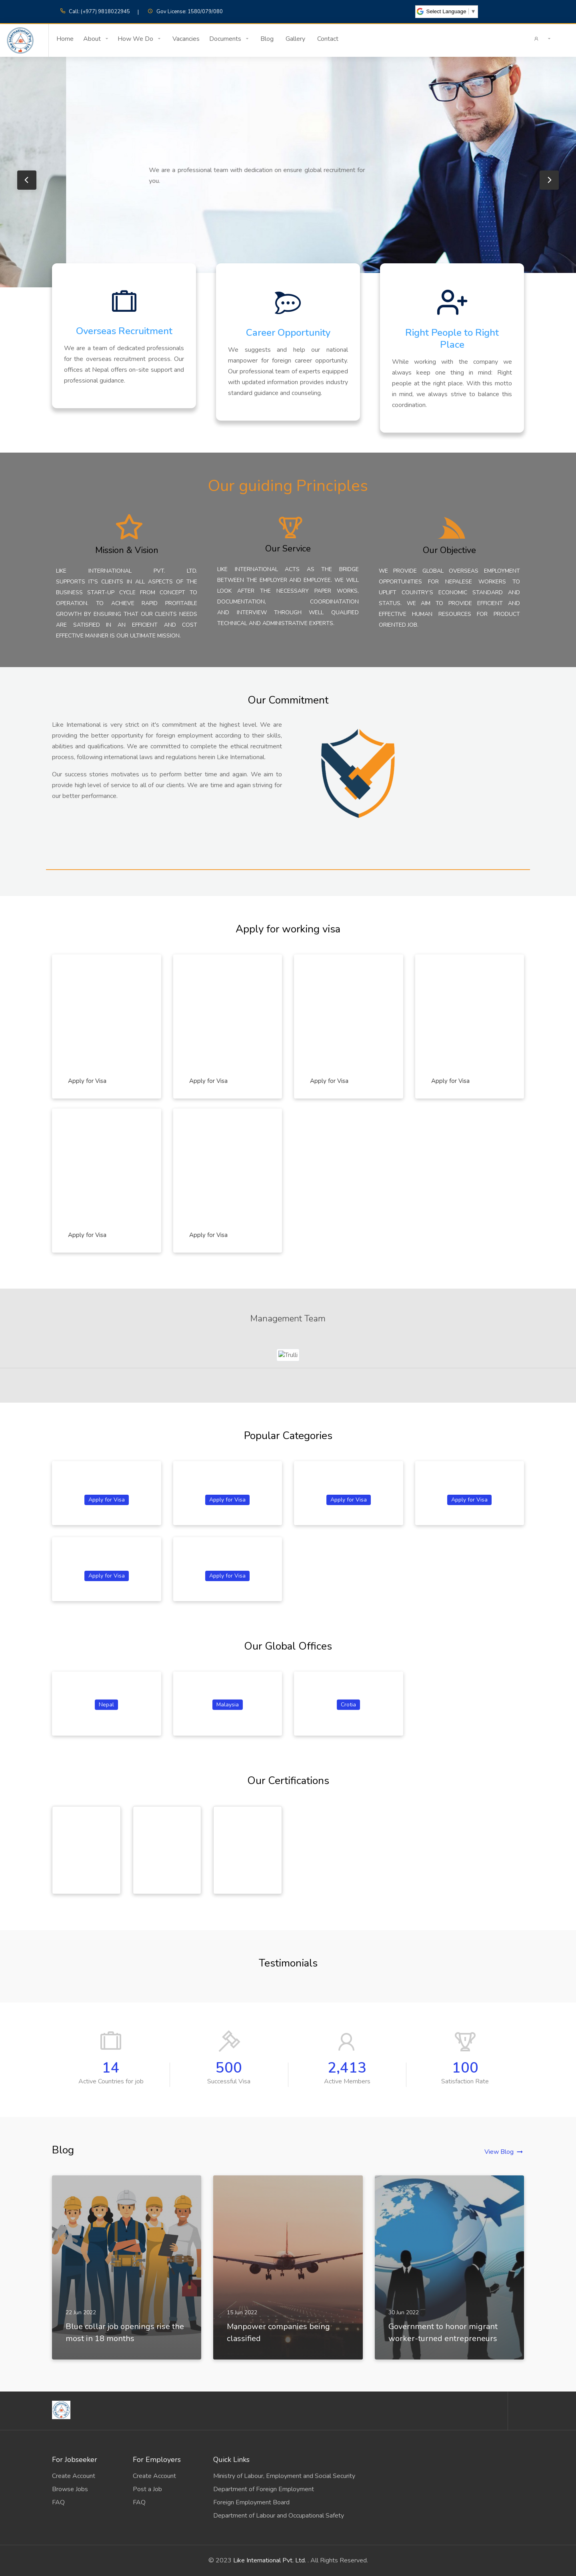 Call: (+977) 9818022945 | Gov License: 1580/079/080
Select Language ▼
Home About How We Do Vacancies Documents Blog Gallery Contact
We are a professional team with dedication on ensure global recruitment for
you.
Overseas Recruitment
We are a team of dedicated professionals
for the overseas recruitment process. Our
offices at Nepal offers on-site support and
professional guidance.
Career Opportunity
We suggests and help our national
manpower for foreign career opportunity.
Our professional team of experts equipped
with updated information provides industry
standard guidance and counseling.
Right People to Right
Place
While working with the company we
always keep one thing in mind: Right
people at the right place. With this motto
in mind, we always strive to balance this
coordination.
Our guiding Principles
Mission & Vision
LIKE INTERNATIONAL PVT. LTD.
SUPPORTS IT'S CLIENTS IN ALL ASPECTS OF THE
BUSINESS START-UP CYCLE FROM CONCEPT TO
OPERATION. TO ACHIEVE RAPID PROFITABLE
GROWTH BY ENSURING THAT OUR CLIENTS NEEDS
ARE SATISFIED IN AN EFFICIENT AND COST
EFFECTIVE MANNER IS OUR ULTIMATE MISSION.
Our Service
LIKE INTERNATIONAL ACTS AS THE BRIDGE
BETWEEN THE EMPLOYER AND EMPLOYEE. WE WILL
LOOK AFTER THE NECESSARY PAPER WORKS,
DOCUMENTATION, COORDINATATION
AND INTERVIEW THROUGH WELL QUALIFIED
TECHNICAL AND ADMINISTRATIVE EXPERTS.
Our Objective
WE PROVIDE GLOBAL OVERSEAS EMPLOYMENT
OPPORTUNITIES FOR NEPALESE WORKERS TO
UPLIFT COUNTRY'S ECONOMIC STANDARD AND
STATUS, WE AIM TO PROVIDE EFFICIENT AND
EFFECTIVE HUMAN RESOURCES FOR PRODUCT
ORIENTED JOB.
Our Commitment
Like International is very strict on it's commitment at the highest level. We are
providing the better opportunity for foreign employment according to their skills,
abilities and qualifications. We are committed to complete the ethical recruitment
process, following international laws and regulations herein Like International.
Our success stories motivates us to perform better time and again. We aim to
provide high level of service to all of our clients. We are time and again striving for
our better performance.
Apply for working visa
Apply for Visa
Apply for Visa
Apply for Visa
Apply for Visa
Apply for Visa
Apply for Visa
Management Team
Trulli
Popular Categories
Apply for Visa
Apply for Visa
Apply for Visa
Apply for Visa
Apply for Visa
Apply for Visa
Our Global Offices
Nepal
Malaysia
Crotia
Our Certifications
Testimonials
14
Active Countries for job
500
Successful Visa
2,413
Active Members
100
Satisfaction Rate
Blog
View Blog
22 Jun 2022
Blue collar job openings rise the
most in 18 months
15 Jun 2022
Manpower companies being
classified
30 Jun 2022
Government to honor migrant
worker-turned entrepreneurs
For Jobseeker
Create Account
Browse Jobs
FAQ
For Employers
Create Account
Post a Job
FAQ
Quick Links
Ministry of Labour, Employment and Social Security
Department of Foreign Employment
Foreign Employment Board
Department of Labour and Occupational Safety
© 2023 Like International Pvt. Ltd. . All Rights Reserved.